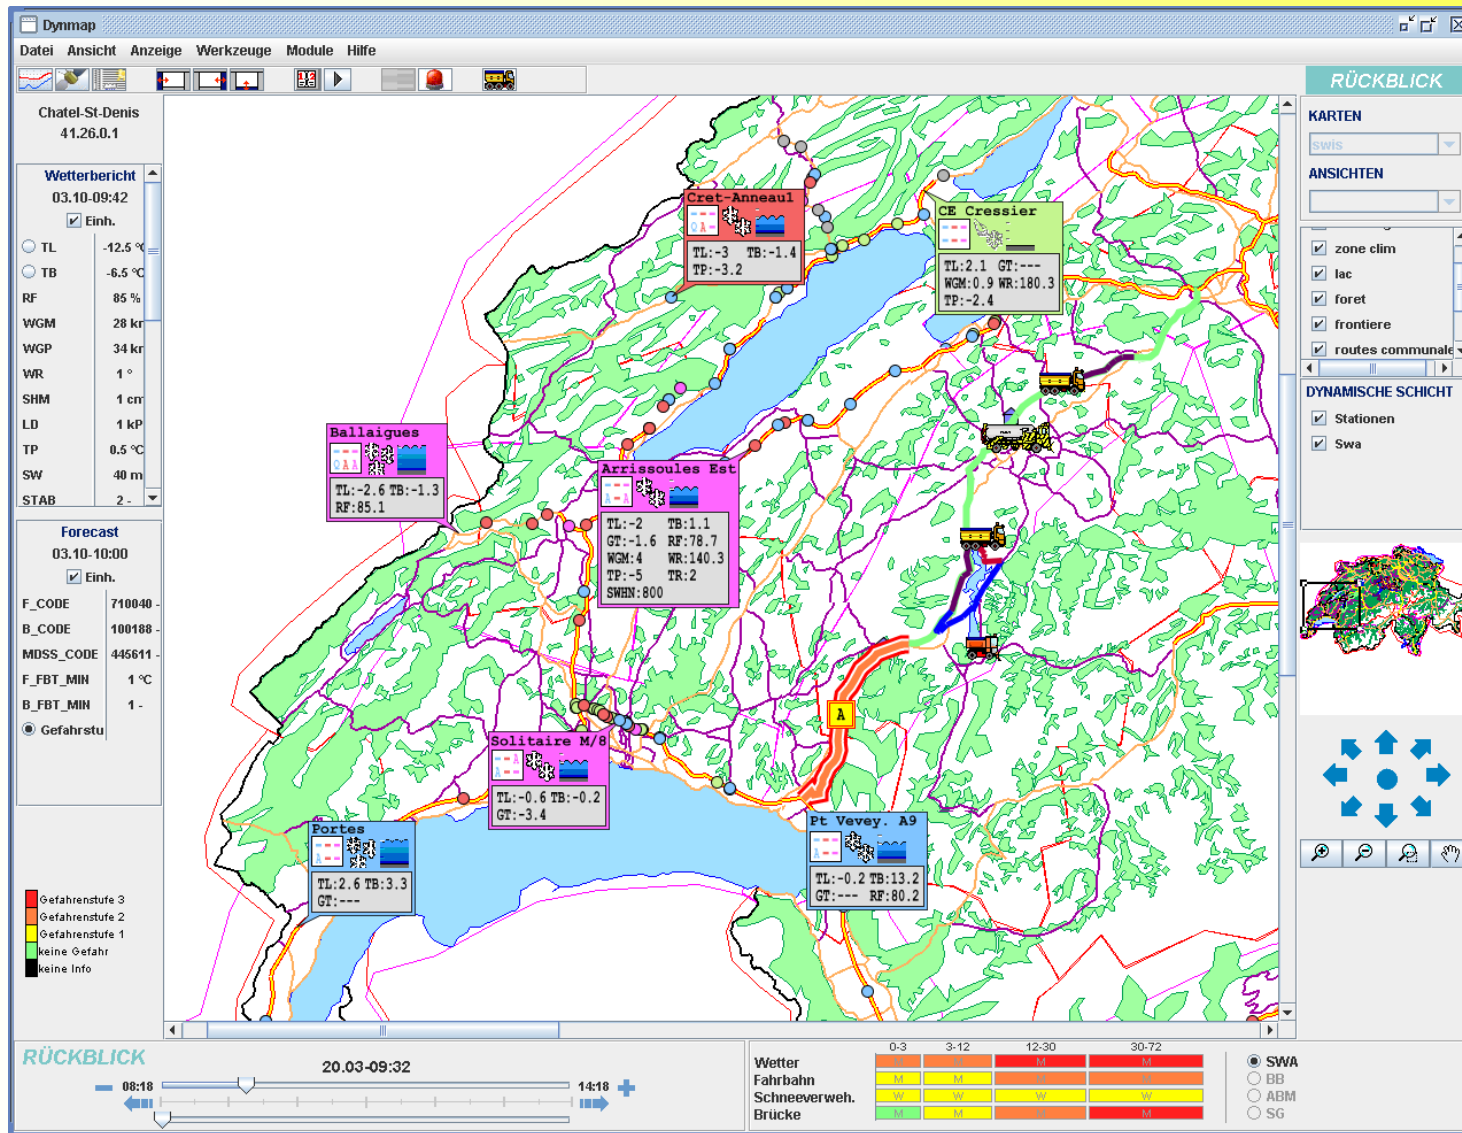 Dynmap
Datei Ansicht Anzeige Werkzeuge Module Hilfe
RÜCKBLICK
Chatel-St-Denis
41.26.0.1
Wetterbericht
03.10-09:42
Einh.
TL -12.5 °C
TB -6.5 °C
RF 85 %
WGM 28 kr
WGP 34 kr
WR 1 °
SHM 1 cm
LD 1 kP
TP 0.5 °C
SW 40 m
STAB 2 -
Forecast
03.10-10:00
Einh.
F_CODE 710040 -
B_CODE 100188 -
MDSS_CODE 445611 -
F_FBT_MIN 1 °C
B_FBT_MIN 1 -
Gefahrstu
Gefahrenstufe 3
Gefahrenstufe 2
Gefahrenstufe 1
keine Gefahr
keine Info
Cret-Anneaul
TL:-3 TB:-1.4
TP:-3.2
CE Cressier
TL:2.1 GT:---
WGM:0.9 WR:180.3
TP:-2.4
Ballaigues
TL:-2.6 TB:-1.3
RF:85.1
Arrissoules Est
TL:-2 TB:1.1
GT:-1.6 RF:78.7
WGM:4 WR:140.3
TP:-5 TR:2
SWHN:800
A
Solitaire M/8
TL:-0.6 TB:-0.2
GT:-3.4
Portes
TL:2.6 TB:3.3
GT:---
Pt Vevey. A9
TL:-0.2 TB:13.2
GT:--- RF:80.2
KARTEN
swis
ANSICHTEN
zone clim
lac
foret
frontiere
routes communale
DYNAMISCHE SCHICHT
Stationen
Swa
RÜCKBLICK
20.03-09:32
08:18 14:18
0-3 3-12 12-30 30-72
Wetter M M M M
Fahrbahn M M M M
Schneeverweh. W W W W
Brücke M M M M
SWA
BB
ABM
SG